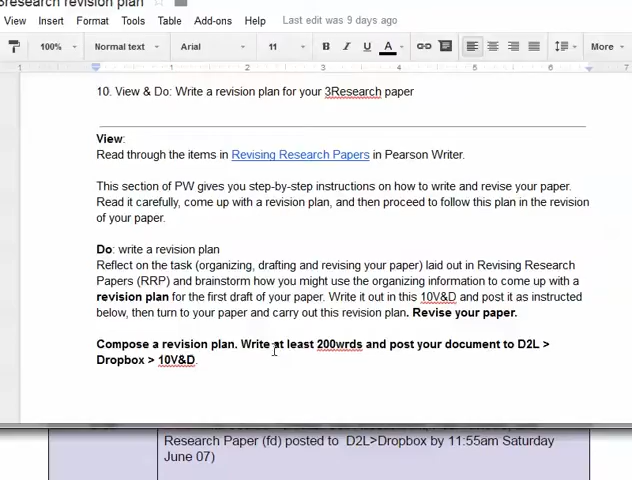 3research revision plan
View Insert Format Tools Table Add-ons Help Last edit was 9 days ago
100% Normal text Arial 11 B I U A More
1 1 2 3 4 5 6 7
10. View & Do: Write a revision plan for your 3Research paper
View:
Read through the items in Revising Research Papers in Pearson Writer.
This section of PW gives you step-by-step instructions on how to write and revise your paper.
Read it carefully, come up with a revision plan, and then proceed to follow this plan in the revision
of your paper.
Do: write a revision plan
Reflect on the task (organizing, drafting and revising your paper) laid out in Revising Research
Papers (RRP) and brainstorm how you might use the organizing information to come up with a
revision plan for the first draft of your paper. Write it out in this 10V&D and post it as instructed
below, then turn to your paper and carry out this revision plan. Revise your paper.
Compose a revision plan. Write at least 200wrds and post your document to D2L >
Dropbox > 10V&D.
Research Paper (fd) posted to D2L>Dropbox by 11:55am Saturday
June 07)